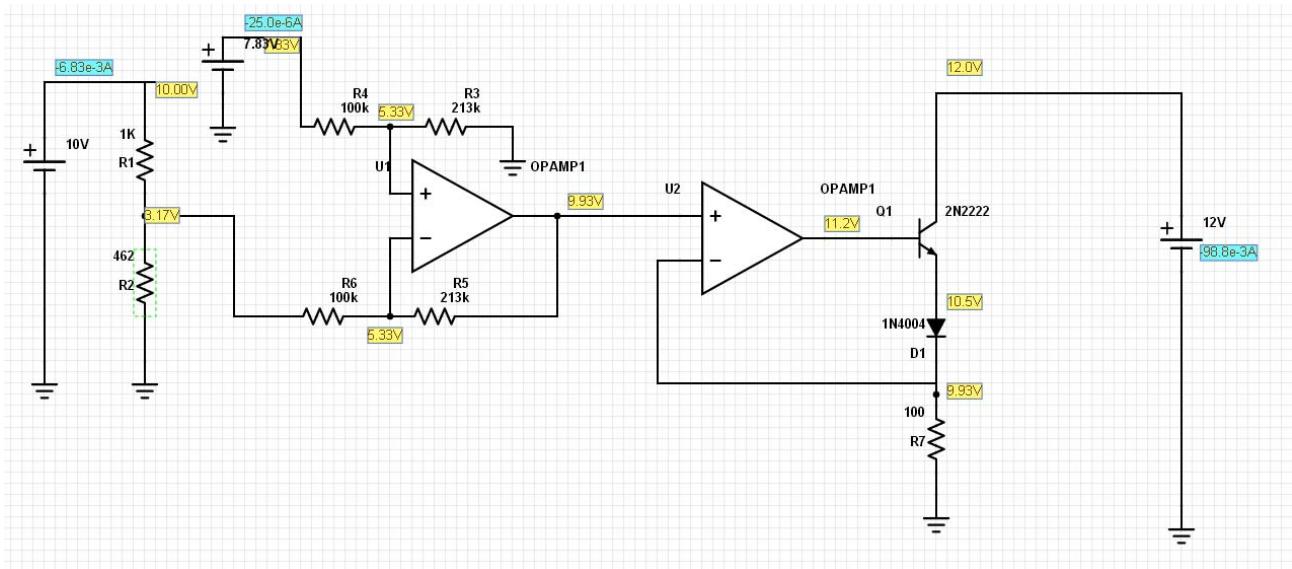 -25.0e-6A
7.83V
-6.83e-3A
10.00V
12.0V
R4
100k
R3
213k
5.33V
1K
R1
10V
U1
+
-
OPAMP1
3.17V
9.93V
U2
+
-
OPAMP1
11.2V
Q1
2N2222
12V
-98.8e-3A
462
R2
R6
100k
R5
213k
5.33V
10.5V
1N4004
D1
9.93V
100
R7